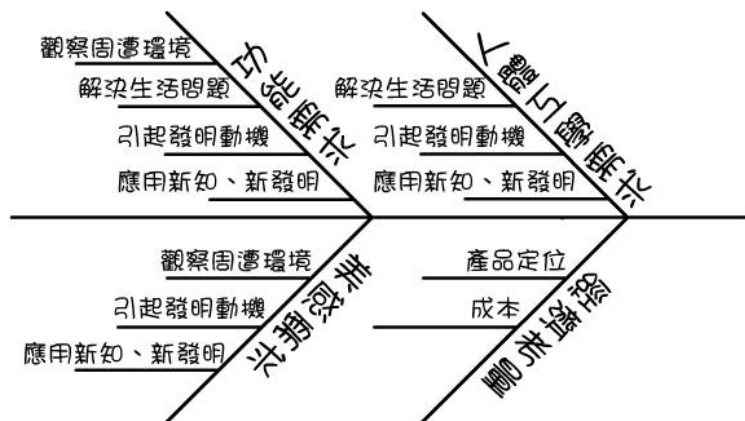 功能需求
觀察周遭環境
解決生活問題
引起發明動機
應用新知、新發明
人體工學需求
解決生活問題
引起發明動機
應用新知、新發明
美感需求
觀察周遭環境
引起發明動機
應用新知、新發明
經濟考量
產品定位
成本